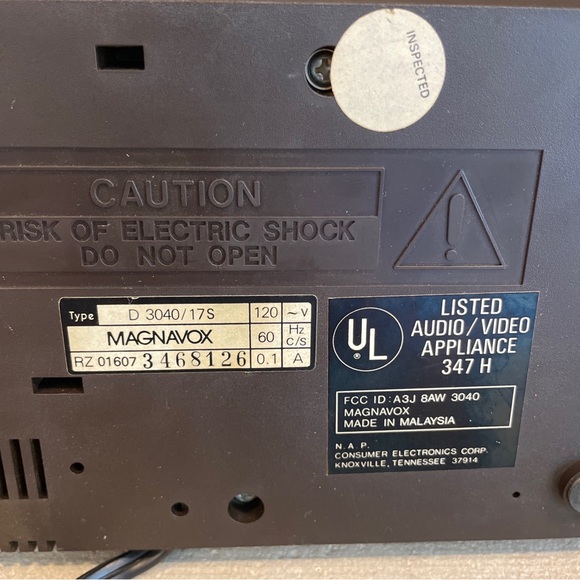 INSPECTED
CAUTION
RISK OF ELECTRIC SHOCK
DO NOT OPEN
Type D 3040/17S 120 ~V
MAGNAVOX 60 Hz c/s
RZ 01607 3468126 0.1 A
UL ®
LISTED
AUDIO/VIDEO
APPLIANCE
347 H
FCC ID: A3J 8AW 3040
MAGNAVOX
MADE IN MALAYSIA
N. A. P.
CONSUMER ELECTRONICS CORP.
KNOXVILLE, TENNESSEE 37914